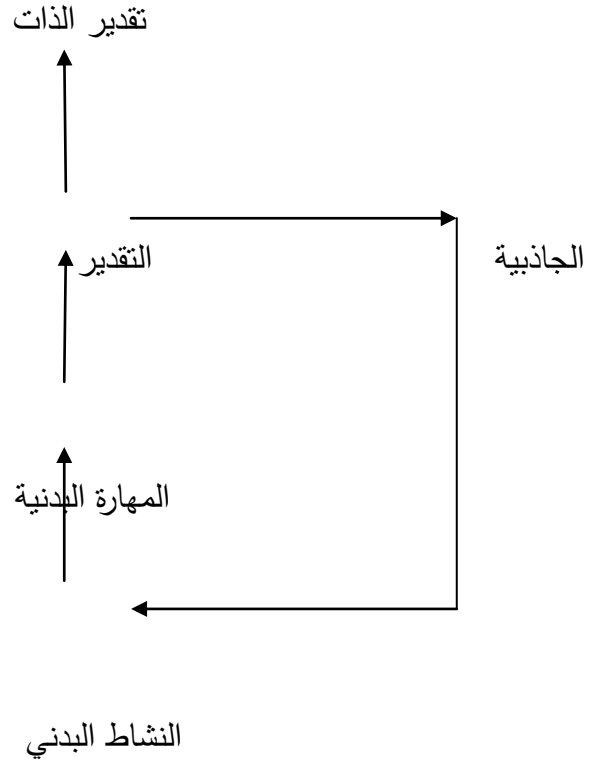 تقدير الذات
التقدير
الجاذبية
المهارة البدنية
النشاط البدني